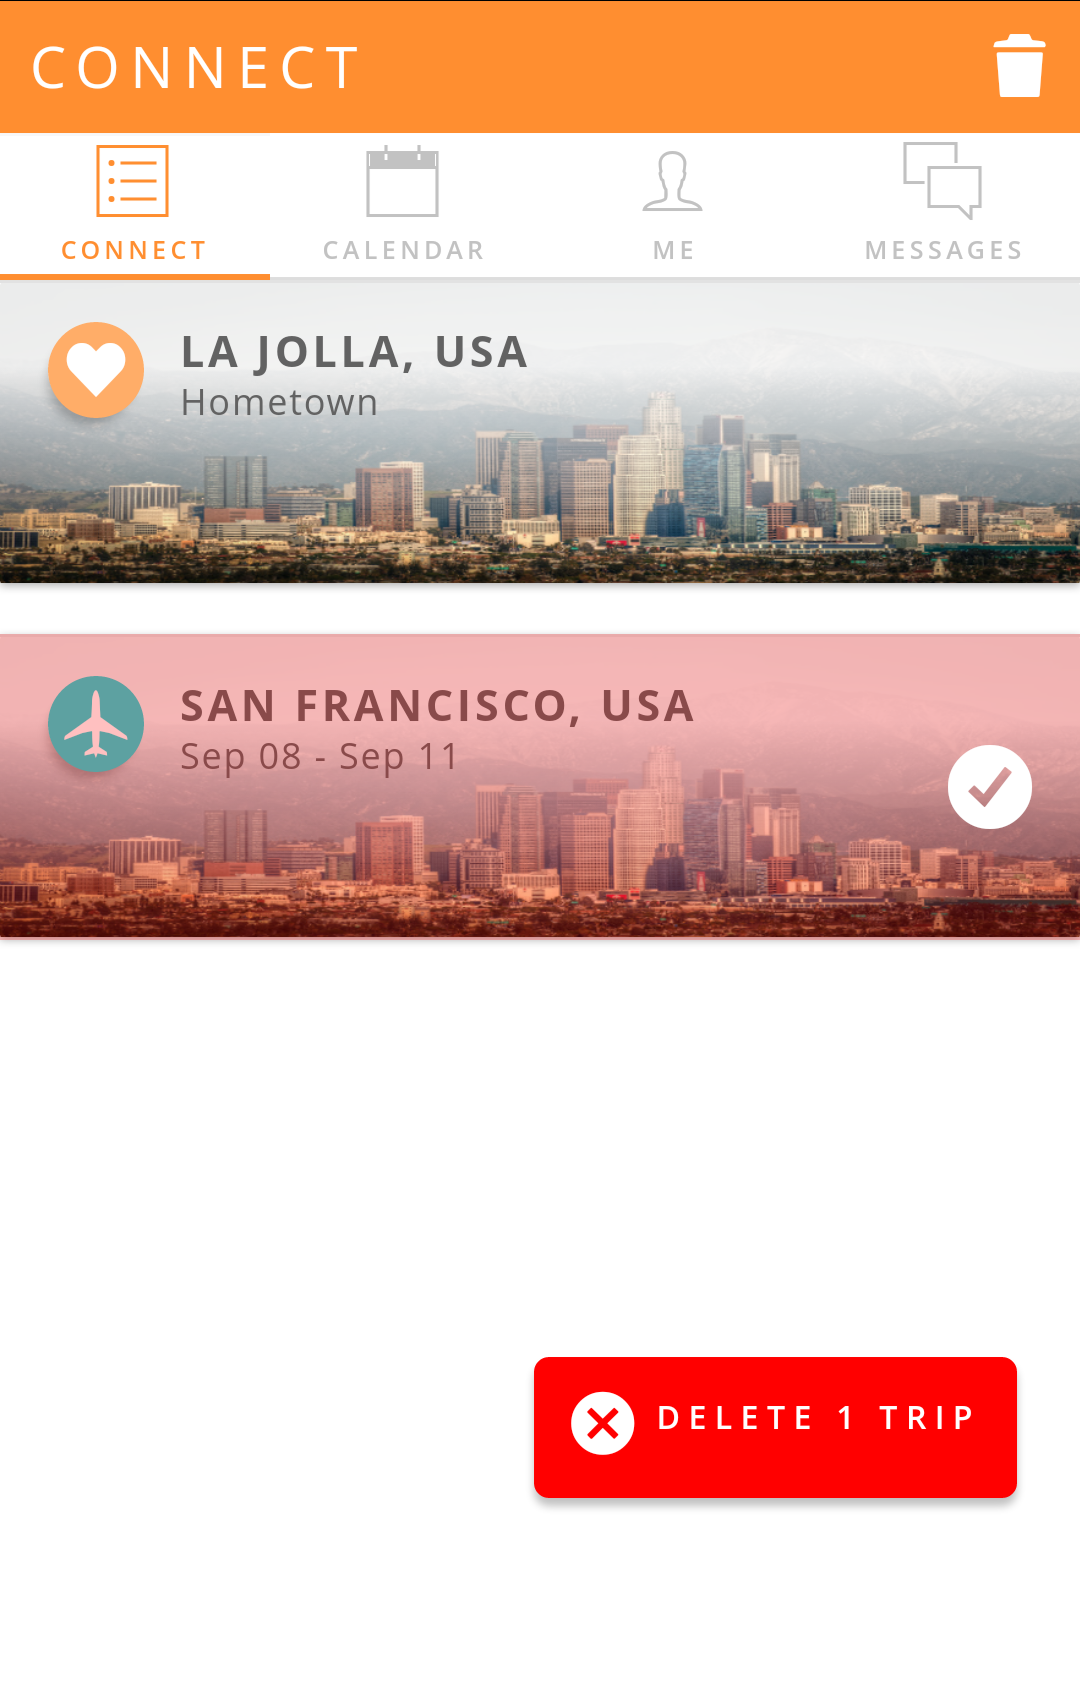 CONNECT
CONNECT
CALENDAR
ME
MESSAGES
LA JOLLA, USA
Hometown
SAN FRANCISCO, USA
Sep 08 - Sep 11
DELETE 1 TRIP